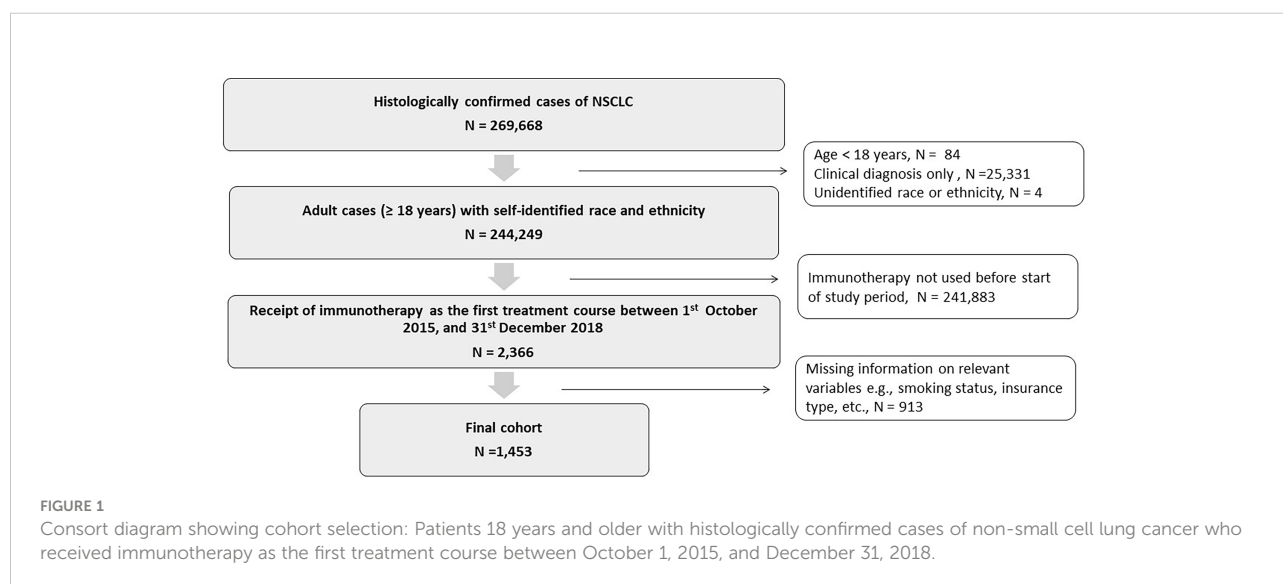 Histologically confirmed cases of NSCLC
N = 269,668
Age < 18 years, N = 84
Clinical diagnosis only , N =25,331
Unidentified race or ethnicity, N = 4
Adult cases (≥ 18 years) with self-identified race and ethnicity
N = 244,249
Immunotherapy not used before start
of study period, N = 241,883
Receipt of immunotherapy as the first treatment course between 1st October
2015, and 31st December 2018
N = 2,366
Missing information on relevant
variables e.g., smoking status, insurance
type, etc., N = 913
Final cohort
N =1,453
FIGURE 1
Consort diagram showing cohort selection: Patients 18 years and older with histologically confirmed cases of non-small cell lung cancer who
received immunotherapy as the first treatment course between October 1, 2015, and December 31, 2018.